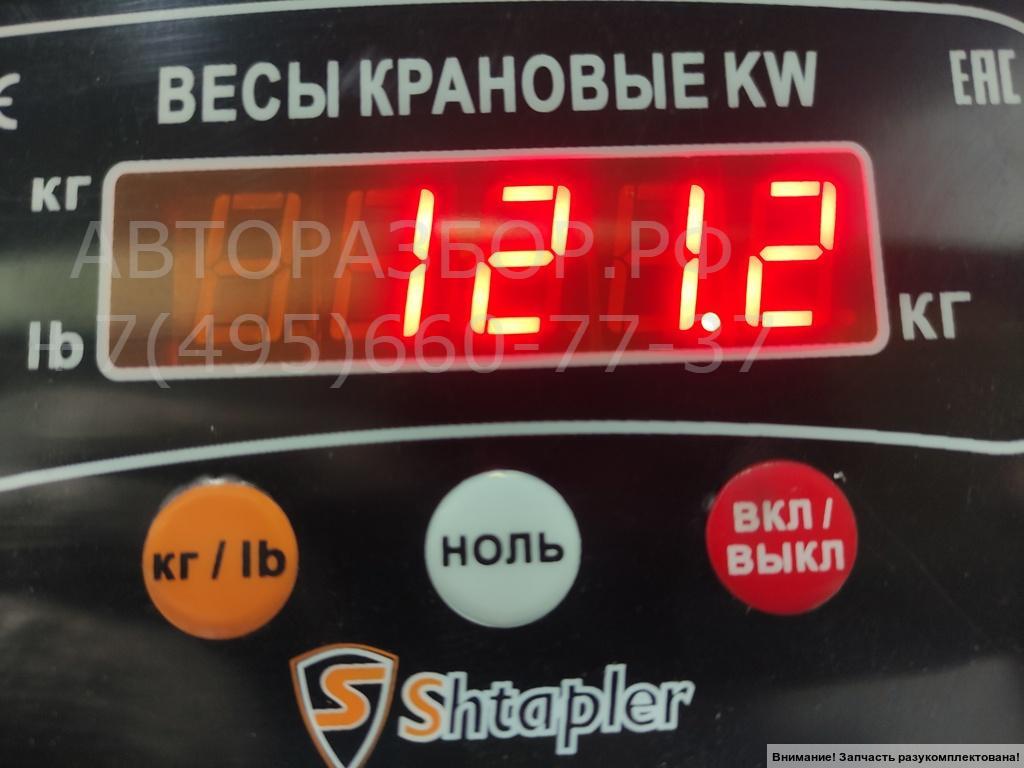 ВЕСЫ КРАНОВЫЕ KW
EAC
CE
кг
121.2
lb
КГ
АВТОРАЗБОР.РФ
+7(495)660-77-37
кг / lb
НОЛЬ
ВКЛ /
ВЫКЛ
S Shtapler
Внимание! Запчасть разукомплектована!